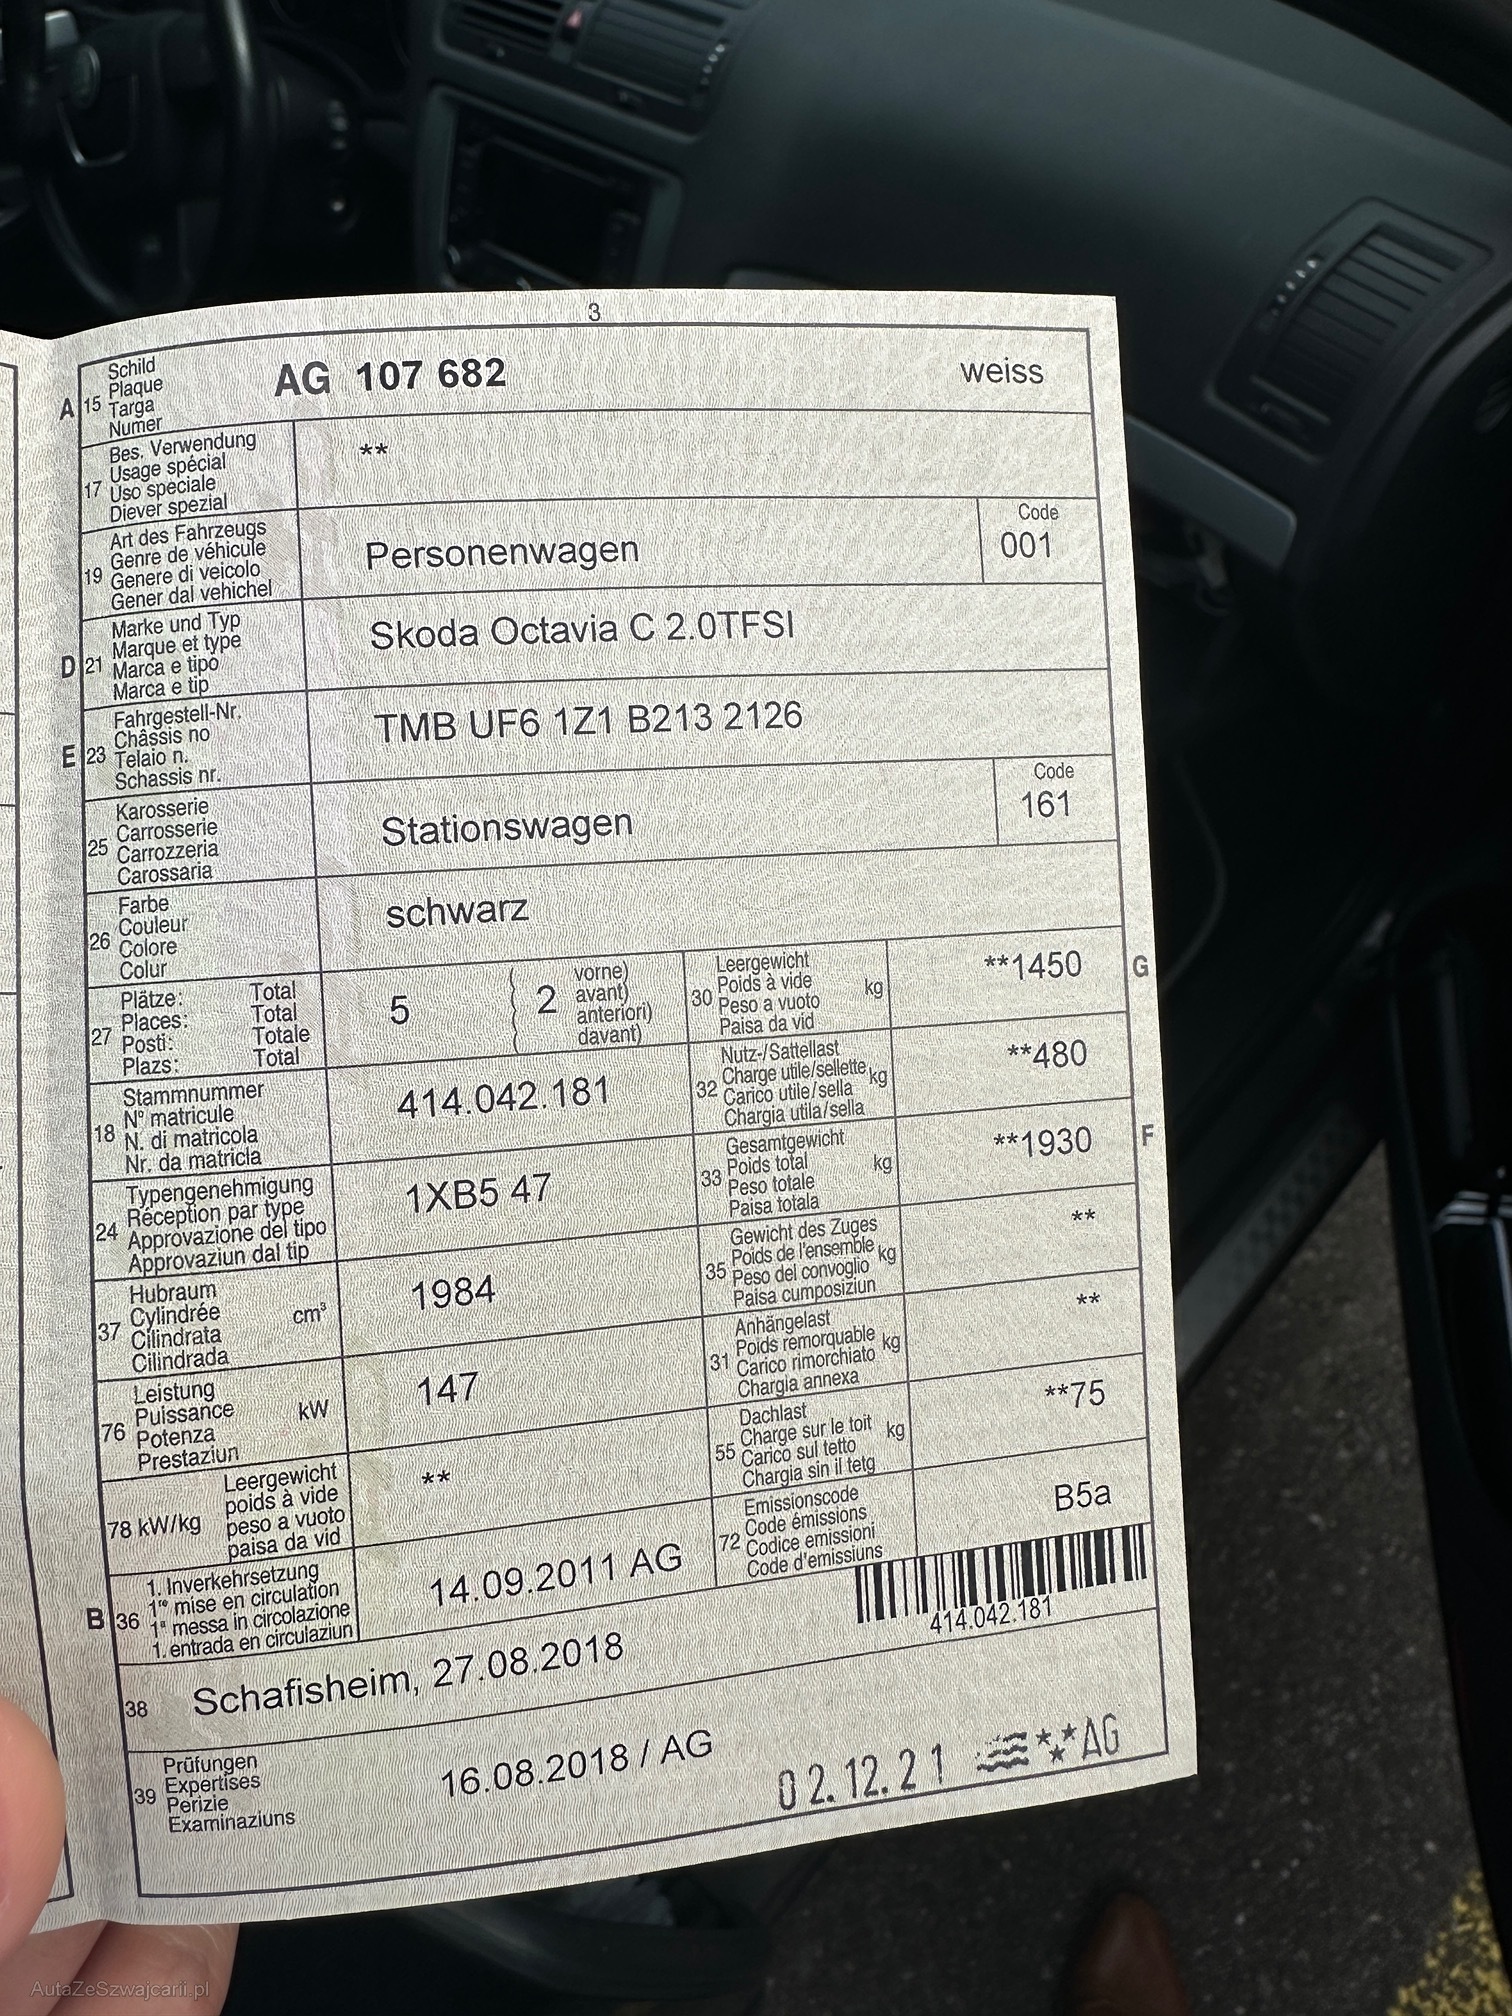 3
A 15 Schild AG 107 682 weiss
Plaque
Targa
Numer
17 Bes. Verwendung **
Usage spécial
Uso speciale
Diever spezial
19 Art des Fahrzeugs Personenwagen Code
Genre de véhicule 001
Genere di veicolo
Gener dal vehichel
D 21 Marke und Typ Skoda Octavia C 2.0TFSI
Marque et type
Marca e tipo
Marca e tip
E 23 Fahrgestell-Nr. TMB UF6 1Z1 B213 2126
Châssis no
Telaio n.
Schassis nr.
25 Karosserie Stationswagen Code
Carrosserie 161
Carrozzeria
Carossaria
26 Farbe schwarz
Couleur
Colore
Colur
27 Plätze: Total 5 ( 2 vorne)
Places: Total avant)
Posti: Totale anteriori)
Plazs: Total davant)
30 Leergewicht kg **1450 G
Poids à vide
Peso a vuoto
Paisa da vid
18 Stammnummer 414.042.181
N° matricule
N. di matricola
Nr. da matricla
32 Nutz-/Sattellast kg **480
Charge utile/sellette
Carico utile/sella
Chargia utila/sella
24 Typengenehmigung 1XB5 47
Réception par type
Approvazione del tipo
Approvaziun dal tip
33 Gesamtgewicht kg **1930 F
Poids total
Peso totale
Paisa totala
37 Hubraum cm³ 1984
Cylindrée
Cilindrata
Cilindrada
35 Gewicht des Zuges kg **
Poids de l'ensemble
Peso del convoglio
Paisa cumposiziun
76 Leistung kW 147
Puissance
Potenza
Prestaziun
31 Anhängelast kg **
Poids remorquable
Carico rimorchiato
Chargia annexa
78 kW/kg Leergewicht **
poids à vide
peso a vuoto
paisa da vid
55 Dachlast kg **75
Charge sur le toit
Carico sul tetto
Chargia sin il tetg
B 36 1. Inverkehrsetzung 14.09.2011 AG
1re mise en circulation
1a messa in circolazione
1. entrada en circulaziun
72 Emissionscode B5a
Code émissions
Codice emissioni
Code d'emissiuns
414.042.181
38 Schafisheim, 27.08.2018
39 Prüfungen 16.08.2018 / AG 02.12.21 AG
Expertises
Perizie
Examinaziuns
AutaZeSzwajcarii.pl